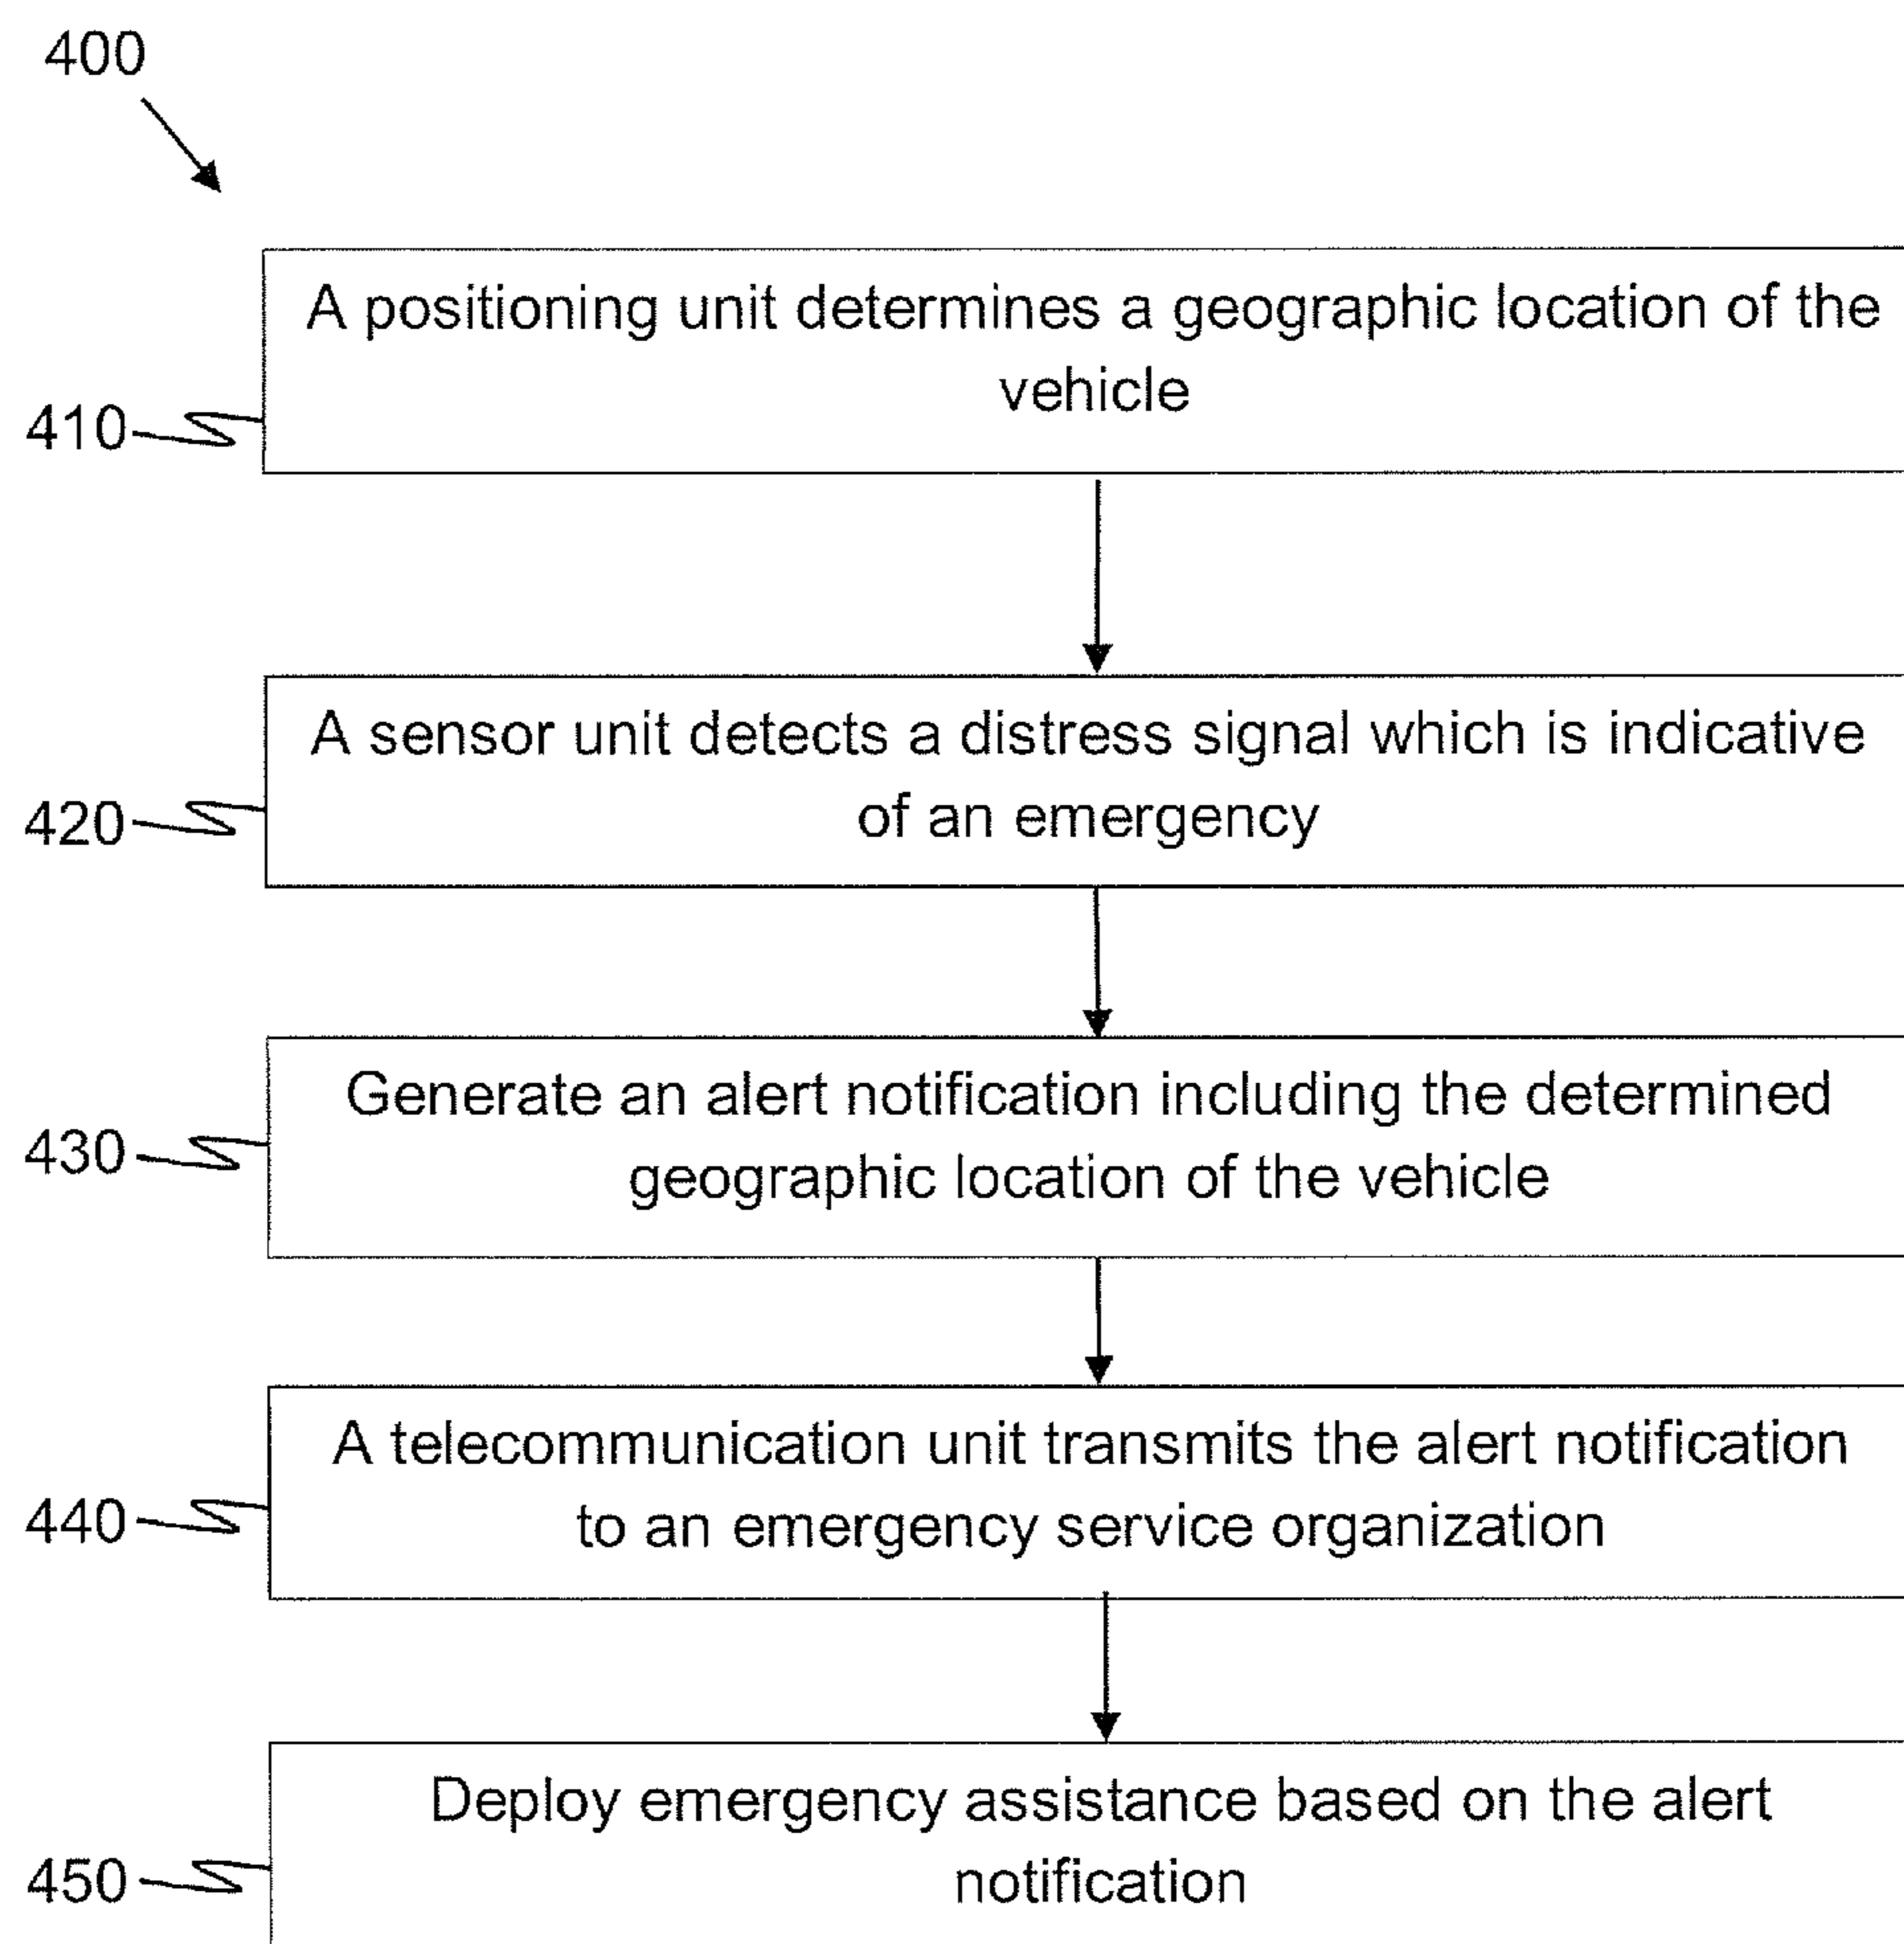 400
A positioning unit determines a geographic location of the
vehicle
410
A sensor unit detects a distress signal which is indicative
of an emergency
420
Generate an alert notification including the determined
geographic location of the vehicle
430
A telecommunication unit transmits the alert notification
to an emergency service organization
440
Deploy emergency assistance based on the alert
notification
450